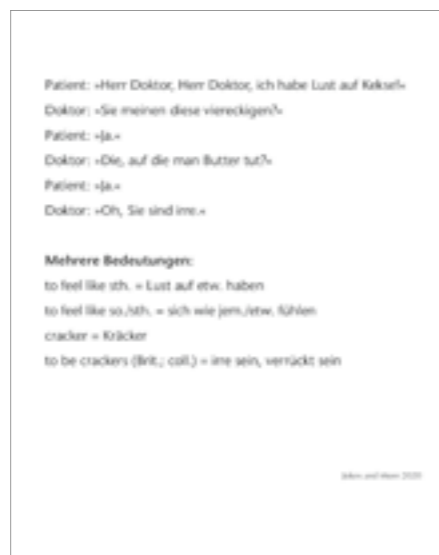 Patient: »Herr Doktor, Herr Doktor, ich habe Lust auf Kekse!«
Doktor: »Sie meinen diese viereckigen?«
Patient: »Ja.«
Doktor: »Die, auf die man Butter tut?«
Patient: »Ja.«
Doktor: »Oh, Sie sind irre.«
Mehrere Bedeutungen:
to feel like sth. = Lust auf etw. haben
to feel like so./sth. = sich wie jem./etw. fühlen
cracker = Kräcker
to be crackers (Brit.; coll.) = irre sein, verrückt sein